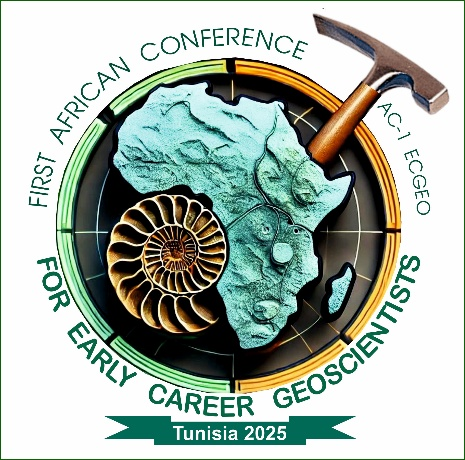 FIRST AFRICAN CONFERENCE
AC-1 ECGEO
FOR EARLY CAREER GEOSCIENTISTS
Tunisia 2025